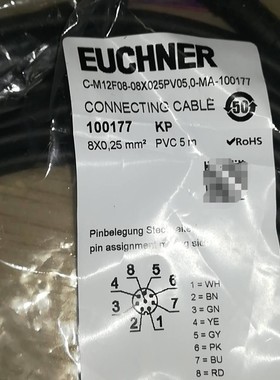 EUCHNER
C-M12F08-08X025PV05,0-MA-100177
CONNECTING CABLE
50
100177 KP
8X0,25 mm² PVC 5m
✓RoHS
Pinbelegung
pin assignment
8 5
4 6
3 7
2 1
1 = WH
2 = BN
3 = GN
4 = YE
5 = GY
6 = PK
7 = BU
8 = RD